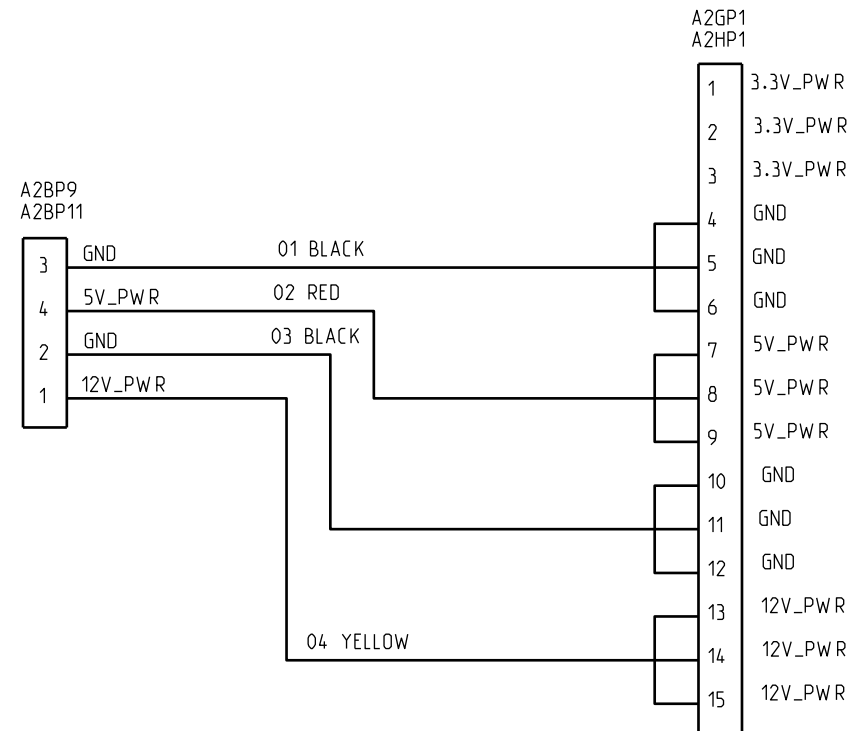 A2GP1
A2HP1
1 3.3V_PWR
2 3.3V_PWR
3 3.3V_PWR
A2BP9
A2BP11
4 GND
3 GND 01 BLACK 5 GND
4 5V_PWR 02 RED 6 GND
2 GND 03 BLACK 7 5V_PWR
1 12V_PWR 8 5V_PWR
9 5V_PWR
10 GND
11 GND
12 GND
13 12V_PWR
04 YELLOW 14 12V_PWR
15 12V_PWR